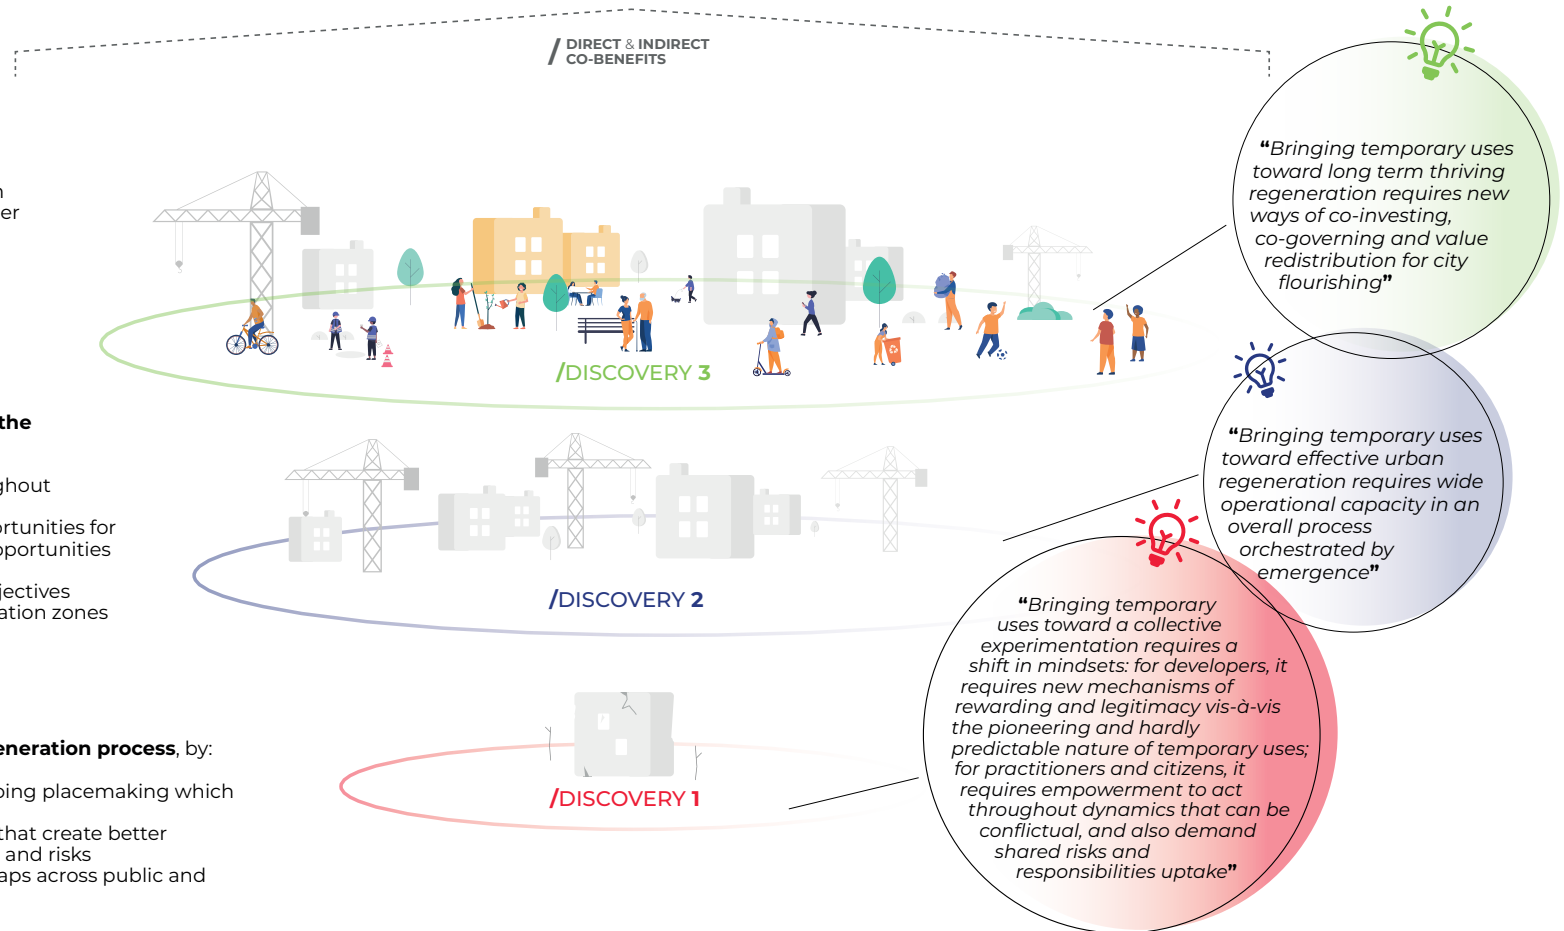 / DIRECT & INDIRECT
CO-BENEFITS
“Bringing temporary uses
toward long term thriving
regeneration requires new
ways of co-investing,
co-governing and value
redistribution for city
flourishing”
/DISCOVERY 3
the
ghout
ortunities for
opportunities
jectives
ation zones
“Bringing temporary uses
toward effective urban
regeneration requires wide
operational capacity in an
overall process
orchestrated by
emergence”
/DISCOVERY 2
eneration process, by:
ping placemaking which
that create better
and risks
aps across public and
/DISCOVERY 1
“Bringing temporary
uses toward a collective
experimentation requires a
shift in mindsets: for developers, it
requires new mechanisms of
rewarding and legitimacy vis-à-vis
the pioneering and hardly
predictable nature of temporary uses;
for practitioners and citizens, it
requires empowerment to act
throughout dynamics that can be
conflictual, and also demand
shared risks and
responsibilities uptake”